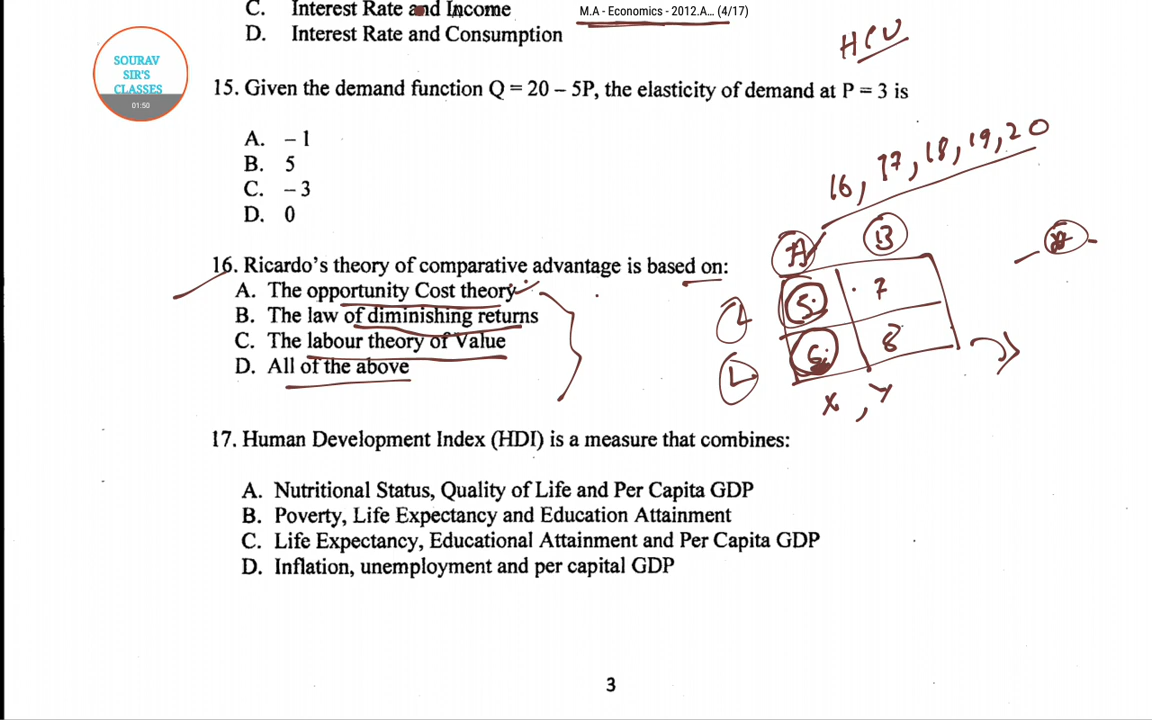 C. Interest Rate and Income
M.A - Economics - 2012.A... (4/17)
D. Interest Rate and Consumption
HCU
SOURAV
SIR'S
CLASSES
01:50
15. Given the demand function Q = 20 – 5P, the elasticity of demand at P = 3 is
A. – 1
B. 5
C. – 3
D. 0
16, 17, 18, 19, 20
A B
16. Ricardo's theory of comparative advantage is based on:
A. The opportunity Cost theory
B. The law of diminishing returns
C. The labour theory of Value
D. All of the above
L 5 7
L 6 8
x, y
17. Human Development Index (HDI) is a measure that combines:
A. Nutritional Status, Quality of Life and Per Capita GDP
B. Poverty, Life Expectancy and Education Attainment
C. Life Expectancy, Educational Attainment and Per Capita GDP
D. Inflation, unemployment and per capital GDP
3